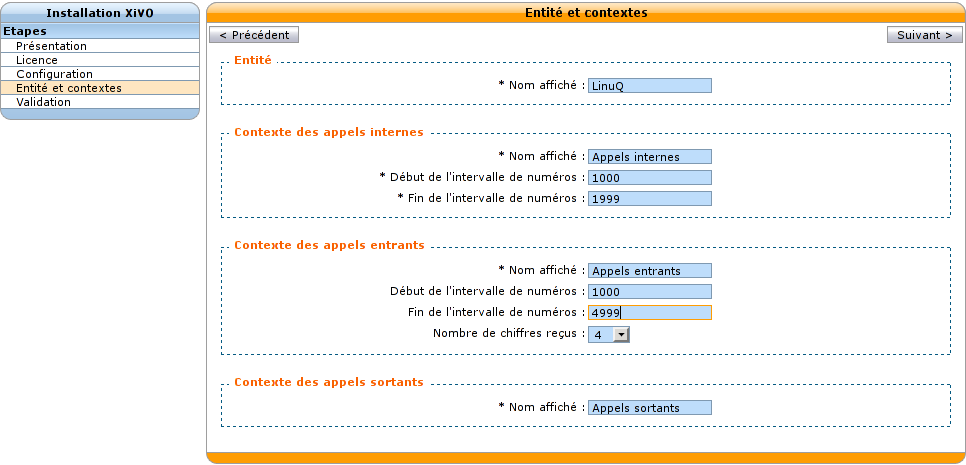 Installation XiVO
Etapes
Présentation
Licence
Configuration
Entité et contextes
Validation
Entité et contextes
< Précédent
Suivant >
Entité
* Nom affiché : LinuQ
Contexte des appels internes
* Nom affiché : Appels internes
* Début de l'intervalle de numéros : 1000
* Fin de l'intervalle de numéros : 1999
Contexte des appels entrants
* Nom affiché : Appels entrants
Début de l'intervalle de numéros : 1000
Fin de l'intervalle de numéros : 4999
Nombre de chiffres reçus : 4
Contexte des appels sortants
* Nom affiché : Appels sortants